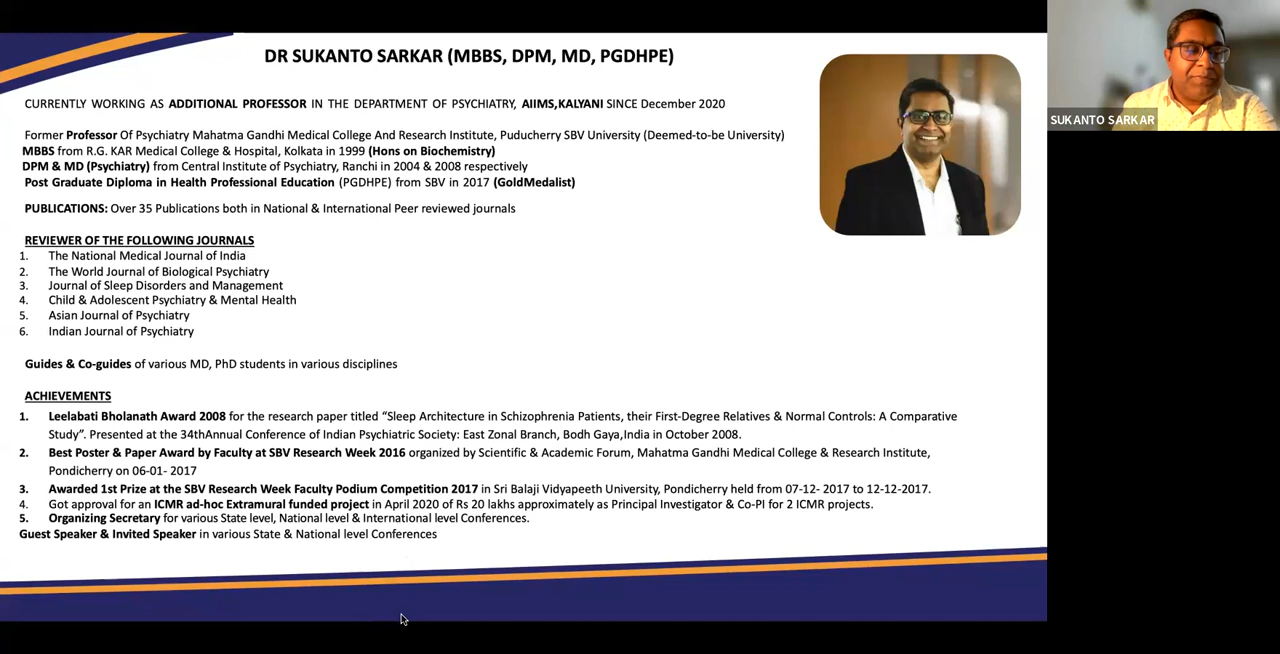 DR SUKANTO SARKAR (MBBS, DPM, MD, PGDHPE)
SUKANTO SARKAR
CURRENTLY WORKING AS ADDITIONAL PROFESSOR IN THE DEPARTMENT OF PSYCHIATRY, AIIMS,KALYANI SINCE December 2020
Former Professor Of Psychiatry Mahatma Gandhi Medical College And Research Institute, Puducherry SBV University (Deemed-to-be University)
MBBS from R.G. KAR Medical College & Hospital, Kolkata in 1999 (Hons on Biochemistry)
DPM & MD (Psychiatry) from Central Institute of Psychiatry, Ranchi in 2004 & 2008 respectively
Post Graduate Diploma in Health Professional Education (PGDHPE) from SBV in 2017 (GoldMedalist)
PUBLICATIONS: Over 35 Publications both in National & International Peer reviewed journals
REVIEWER OF THE FOLLOWING JOURNALS
1. The National Medical Journal of India
2. The World Journal of Biological Psychiatry
3. Journal of Sleep Disorders and Management
4. Child & Adolescent Psychiatry & Mental Health
5. Asian Journal of Psychiatry
6. Indian Journal of Psychiatry
Guides & Co-guides of various MD, PhD students in various disciplines
ACHIEVEMENTS
1. Leelabati Bholanath Award 2008 for the research paper titled “Sleep Architecture in Schizophrenia Patients, their First-Degree Relatives & Normal Controls: A Comparative
Study”. Presented at the 34thAnnual Conference of Indian Psychiatric Society: East Zonal Branch, Bodh Gaya,India in October 2008.
2. Best Poster & Paper Award by Faculty at SBV Research Week 2016 organized by Scientific & Academic Forum, Mahatma Gandhi Medical College & Research Institute,
Pondicherry on 06-01- 2017
3. Awarded 1st Prize at the SBV Research Week Faculty Podium Competition 2017 in Sri Balaji Vidyapeeth University, Pondicherry held from 07-12- 2017 to 12-12-2017.
4. Got approval for an ICMR ad-hoc Extramural funded project in April 2020 of Rs 20 lakhs approximately as Principal Investigator & Co-PI for 2 ICMR projects.
5. Organizing Secretary for various State level, National level & International level Conferences.
Guest Speaker & Invited Speaker in various State & National level Conferences